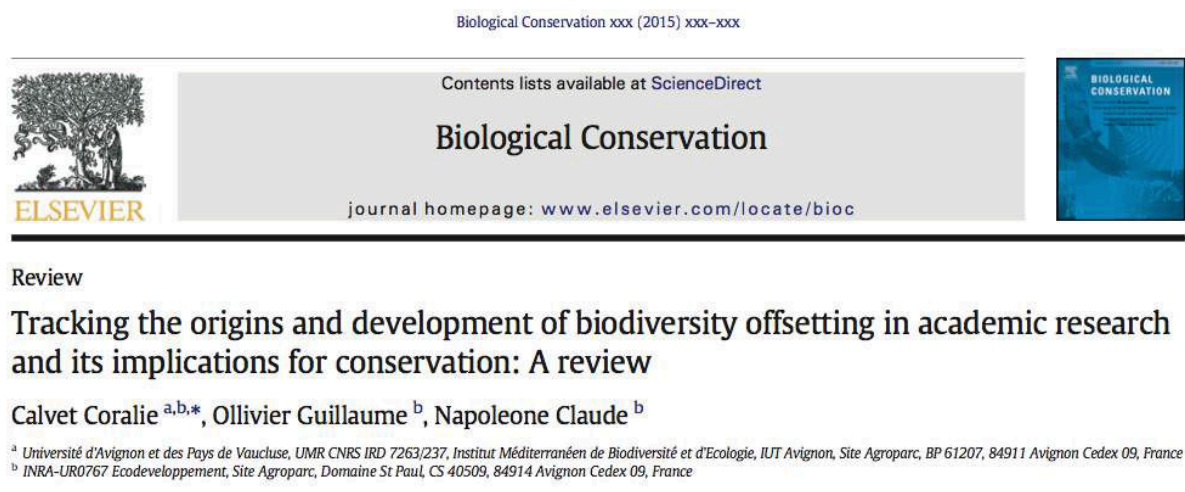 Biological Conservation xxx (2015) xxx–xxx
Contents lists available at ScienceDirect
Biological Conservation
journal homepage: www.elsevier.com/locate/bioc
ELSEVIER
BIOLOGICAL
CONSERVATION
Review
Tracking the origins and development of biodiversity offsetting in academic research
and its implications for conservation: A review
Calvet Coralie a,b,*, Ollivier Guillaume b, Napoleone Claude b
a Université d'Avignon et des Pays de Vaucluse, UMR CNRS IRD 7263/237, Institut Méditerranéen de Biodiversité et d'Ecologie, IUT Avignon, Site Agroparc, BP 61207, 84911 Avignon Cedex 09, France
b INRA-UR0767 Ecodeveloppement, Site Agroparc, Domaine St Paul, CS 40509, 84914 Avignon Cedex 09, France